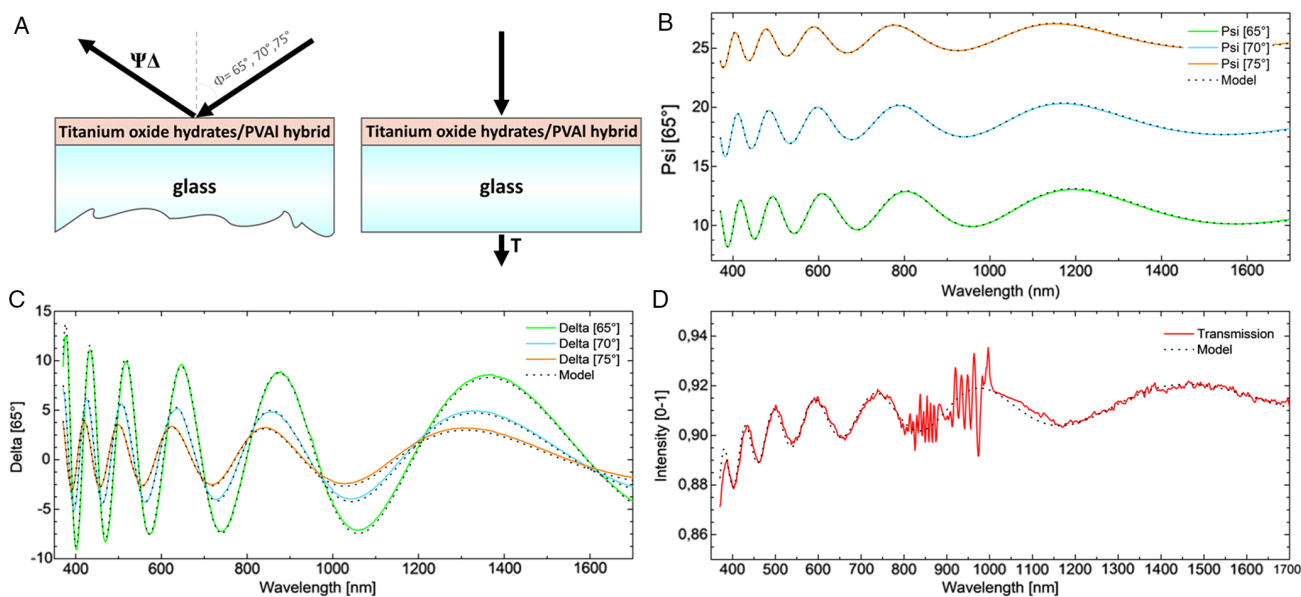 A
ΨΔ
Φ= 65°, 70°,75°
Titanium oxide hydrates/PVAl hybrid
glass
Titanium oxide hydrates/PVAl hybrid
glass
T
B
Psi [65°]
25
20
15
10
Psi [65°]
Psi [70°]
Psi [75°]
Model
400 600 800 1000 1200 1400 1600
Wavelength (nm)
C
Delta [65°]
15
10
5
0
-5
-10
Delta [65°]
Delta [70°]
Delta [75°]
Model
400 600 800 1000 1200 1400 1600
Wavelength [nm]
D
Intensity [0-1]
0,94
0,92
0,90
0,88
0,86
Transmission
Model
400 500 600 700 800 900 1000 1100 1200 1300 1400 1500 1600 1700
Wavelength [nm]